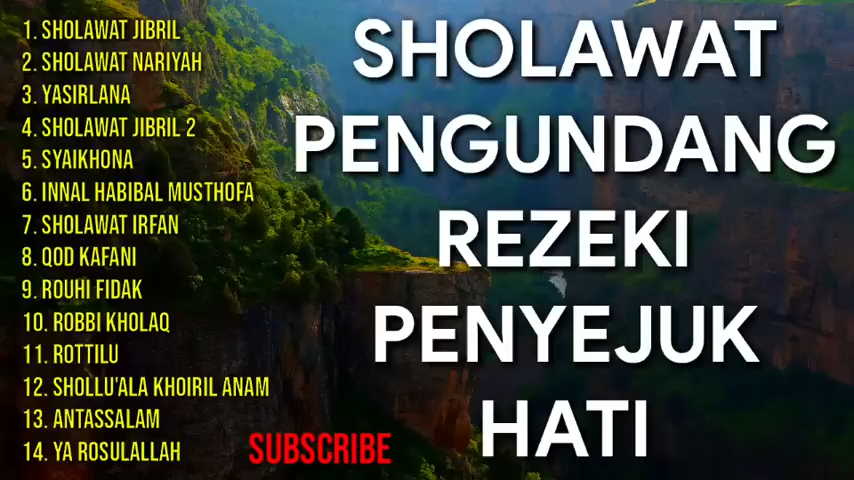 1. SHOLAWAT JIBRIL
2. SHOLAWAT NARIYAH
3. YASIRLANA
4. SHOLAWAT JIBRIL 2
5. SYAIKHONA
6. INNAL HABIBAL MUSTHOFA
7. SHOLAWAT IRFAN
8. QOD KAFANI
9. ROUHI FIDAK
10. ROBBI KHOLAQ
11. ROTTILU
12. SHOLLU'ALA KHOIRIL ANAM
13. ANTASSALAM
14. YA ROSULALLAH
SHOLAWAT
PENGUNDANG
REZEKI
PENYEJUK
HATI
SUBSCRIBE